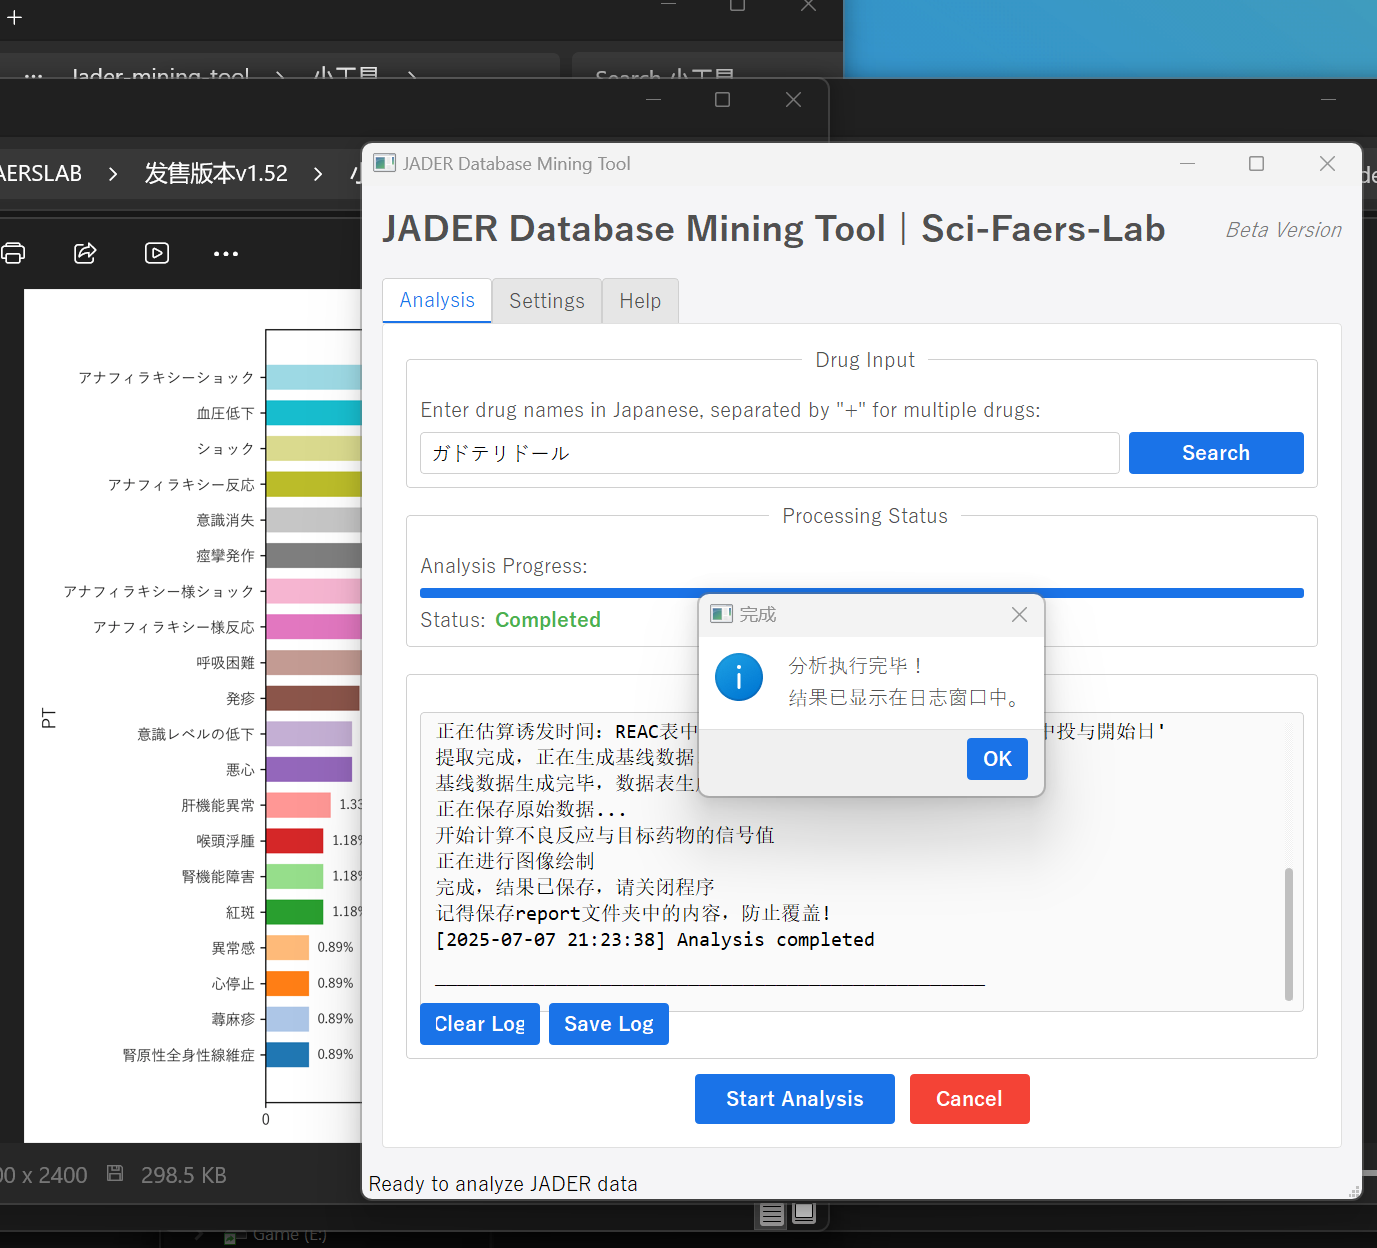 Jader-mining-tool
小工具
Search 小工具
AERSLAB
发售版本v1.52
JADER Database Mining Tool
JADER Database Mining Tool | Sci-Faers-Lab
Beta Version
Analysis
Settings
Help
Drug Input
Enter drug names in Japanese, separated by "+" for multiple drugs:
ガドテリドール
Search
Processing Status
Analysis Progress:
Status: Completed
完成
分析执行完毕！
结果已显示在日志窗口中。
OK
正在估算诱发时间：REAC表中
中投与開始日'
提取完成，正在生成基线数据
基线数据生成完毕，数据表生
正在保存原始数据...
开始计算不良反应与目标药物的信号值
正在进行图像绘制
完成，结果已保存，请关闭程序
记得保存report文件夹中的内容，防止覆盖!
[2025-07-07 21:23:38] Analysis completed
Clear Log
Save Log
Start Analysis
Cancel
Ready to analyze JADER data
アナフィラキシーショック
血圧低下
ショック
アナフィラキシー反応
意識消失
痙攣発作
アナフィラキシー様ショック
アナフィラキシー様反応
呼吸困難
発疹
意識レベルの低下
悪心
肝機能異常 1.33
喉頭浮腫 1.18%
腎機能障害 1.18%
紅斑 1.18%
異常感 0.89%
心停止 0.89%
蕁麻疹 0.89%
腎原性全身性線維症 0.89%
PT
0
00 x 2400
298.5 KB
Game (E:)